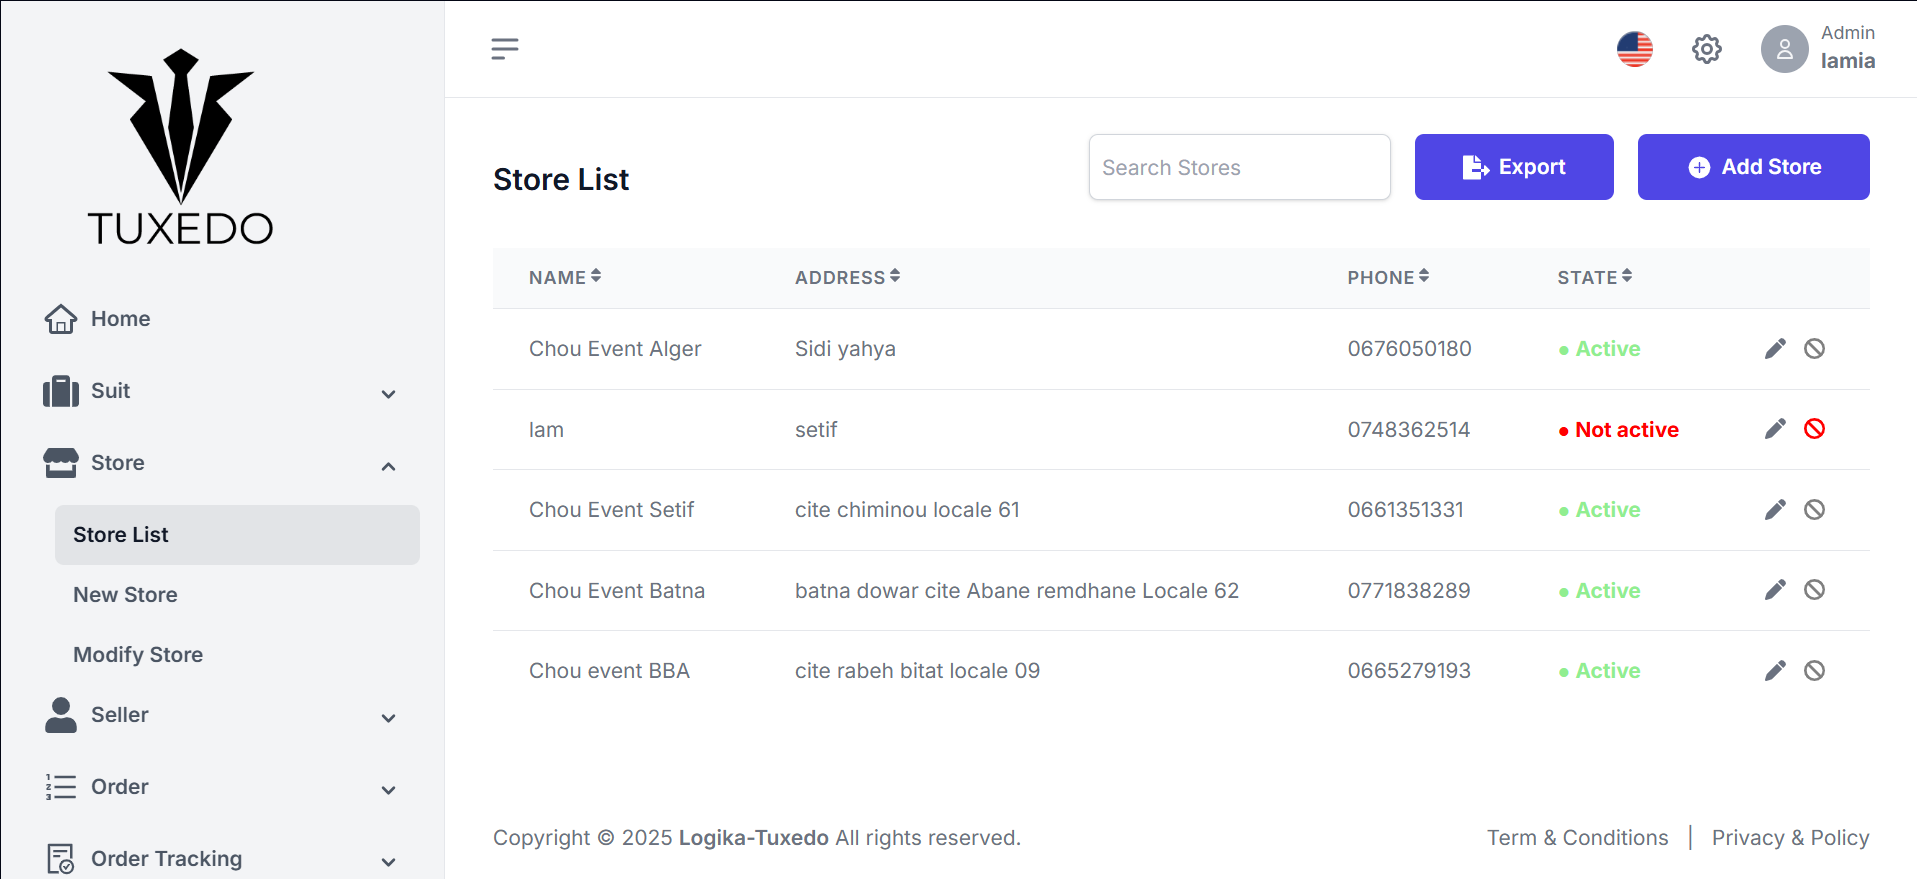 TUXEDO
Home
Suit
Store
Store List
New Store
Modify Store
Seller
Order
Order Tracking
Admin
lamia
Store List
Search Stores
Export
Add Store
NAME ADDRESS PHONE STATE
Chou Event Alger Sidi yahya 0676050180 Active
lam setif 0748362514 Not active
Chou Event Setif cite chiminou locale 61 0661351331 Active
Chou Event Batna batna dowar cite Abane remdhane Locale 62 0771838289 Active
Chou event BBA cite rabeh bitat locale 09 0665279193 Active
Copyright © 2025 Logika-Tuxedo All rights reserved.
Term & Conditions | Privacy & Policy